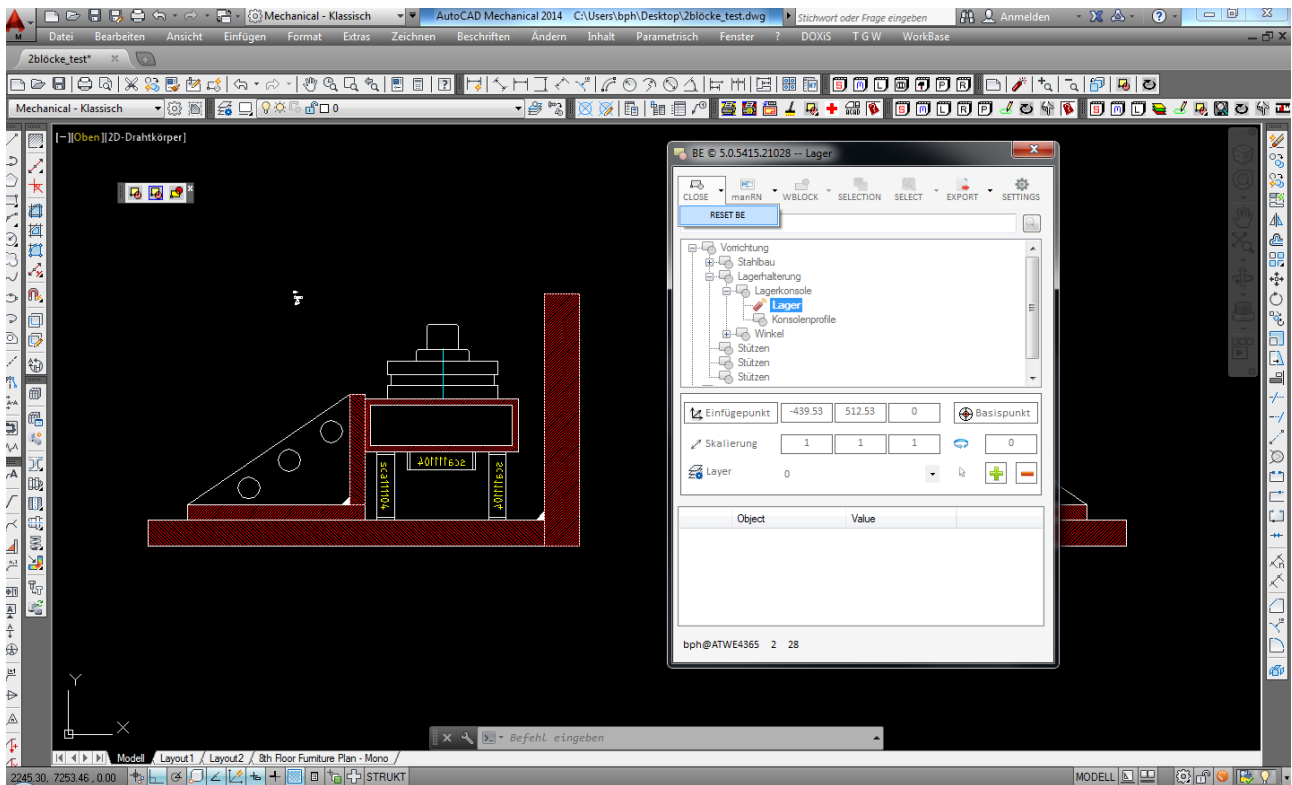 Mechanical - Klassisch
AutoCAD Mechanical 2014 C:\Users\bph\Desktop\2blöcke_test.dwg
Stichwort oder Frage eingeben
Anmelden
M
Datei Bearbeiten Ansicht Einfügen Format Extras Zeichnen Beschriften Ändern Inhalt Parametrisch Fenster ? DOXiS T G W WorkBase
2blöcke_test*
Mechanical - Klassisch
0
[−][Oben][2D-Drahtkörper]
BE © 5.0.5415.21028 -- Lager
CLOSE manRN WBLOCK SELECTION SELECT EXPORT SETTINGS
RESET BE
Vorrichtung
Stahlbau
Lagerhalterung
Lagerkonsole
Lager
Konsolenprofile
Winkel
Stützen
Stützen
Stützen
Einfügepunkt -439.53 512.53 0 Basispunkt
Skalierung 1 1 1 0
Layer 0
Object Value
bph@ATWE4365 2 28
sca111104
sca111104
sca111104
Y
X
Befehl eingeben
Modell Layout1 Layout2 8th Floor Furniture Plan - Mono
2245.30, 7253.46, 0.00
STRUKT
MODELL